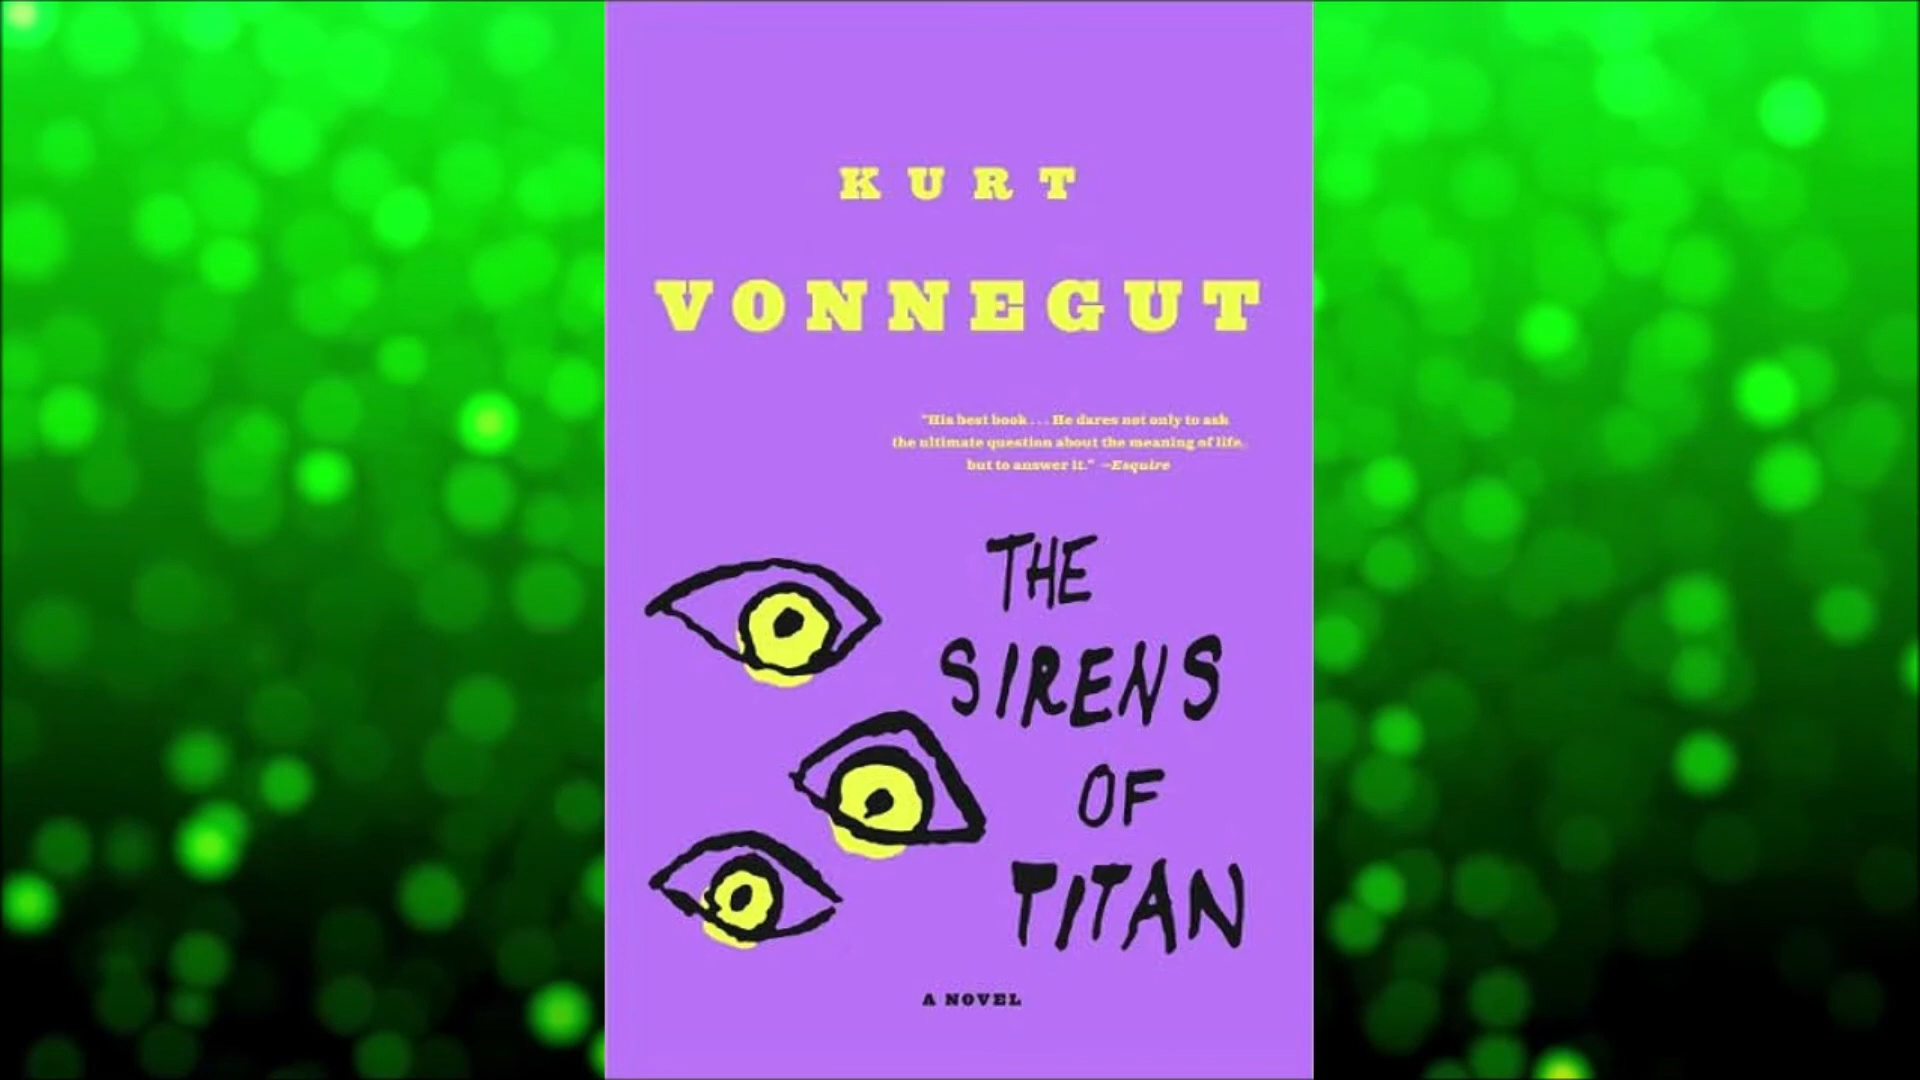 KURT
VONNEGUT
"His best book . . . He dares not only to ask
the ultimate question about the meaning of life,
but to answer it." —Esquire
THE
SIRENS
OF
TITAN
A NOVEL